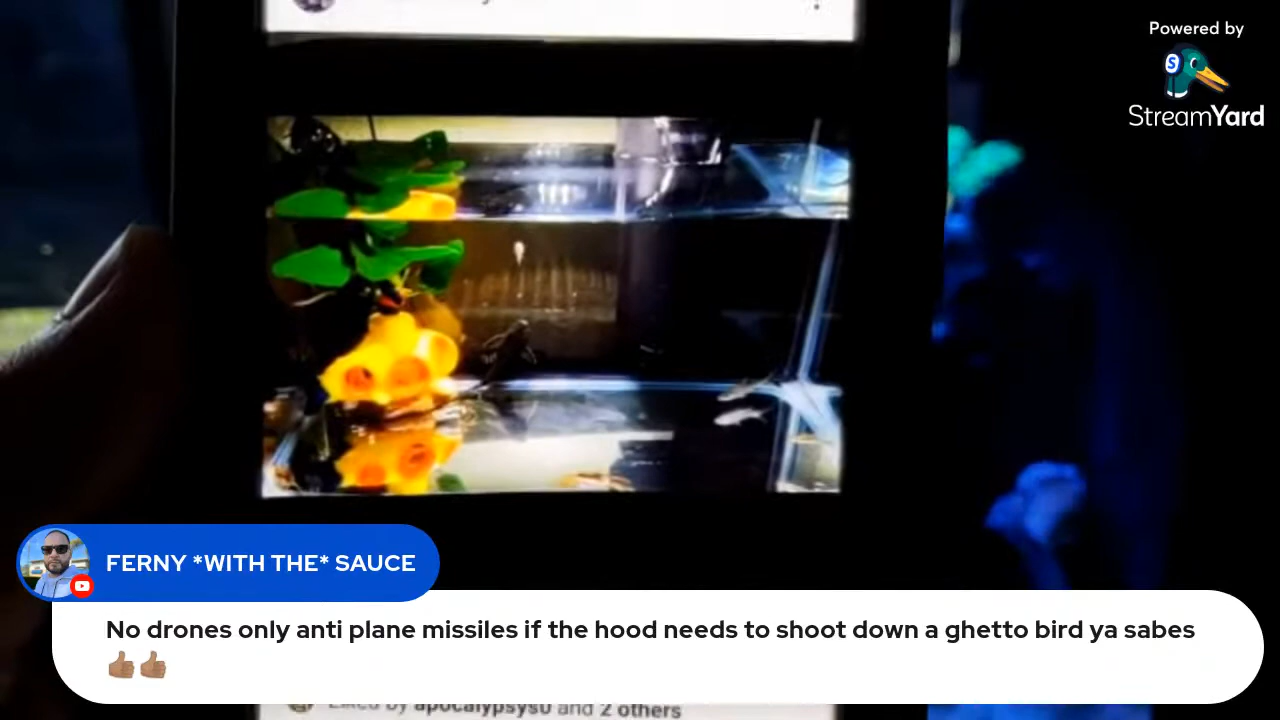 Powered by
StreamYard
FERNY *WITH THE* SAUCE
No drones only anti plane missiles if the hood needs to shoot down a ghetto bird ya sabes
👍🏽👍🏽
Liked by apocalypsys0 and 2 others